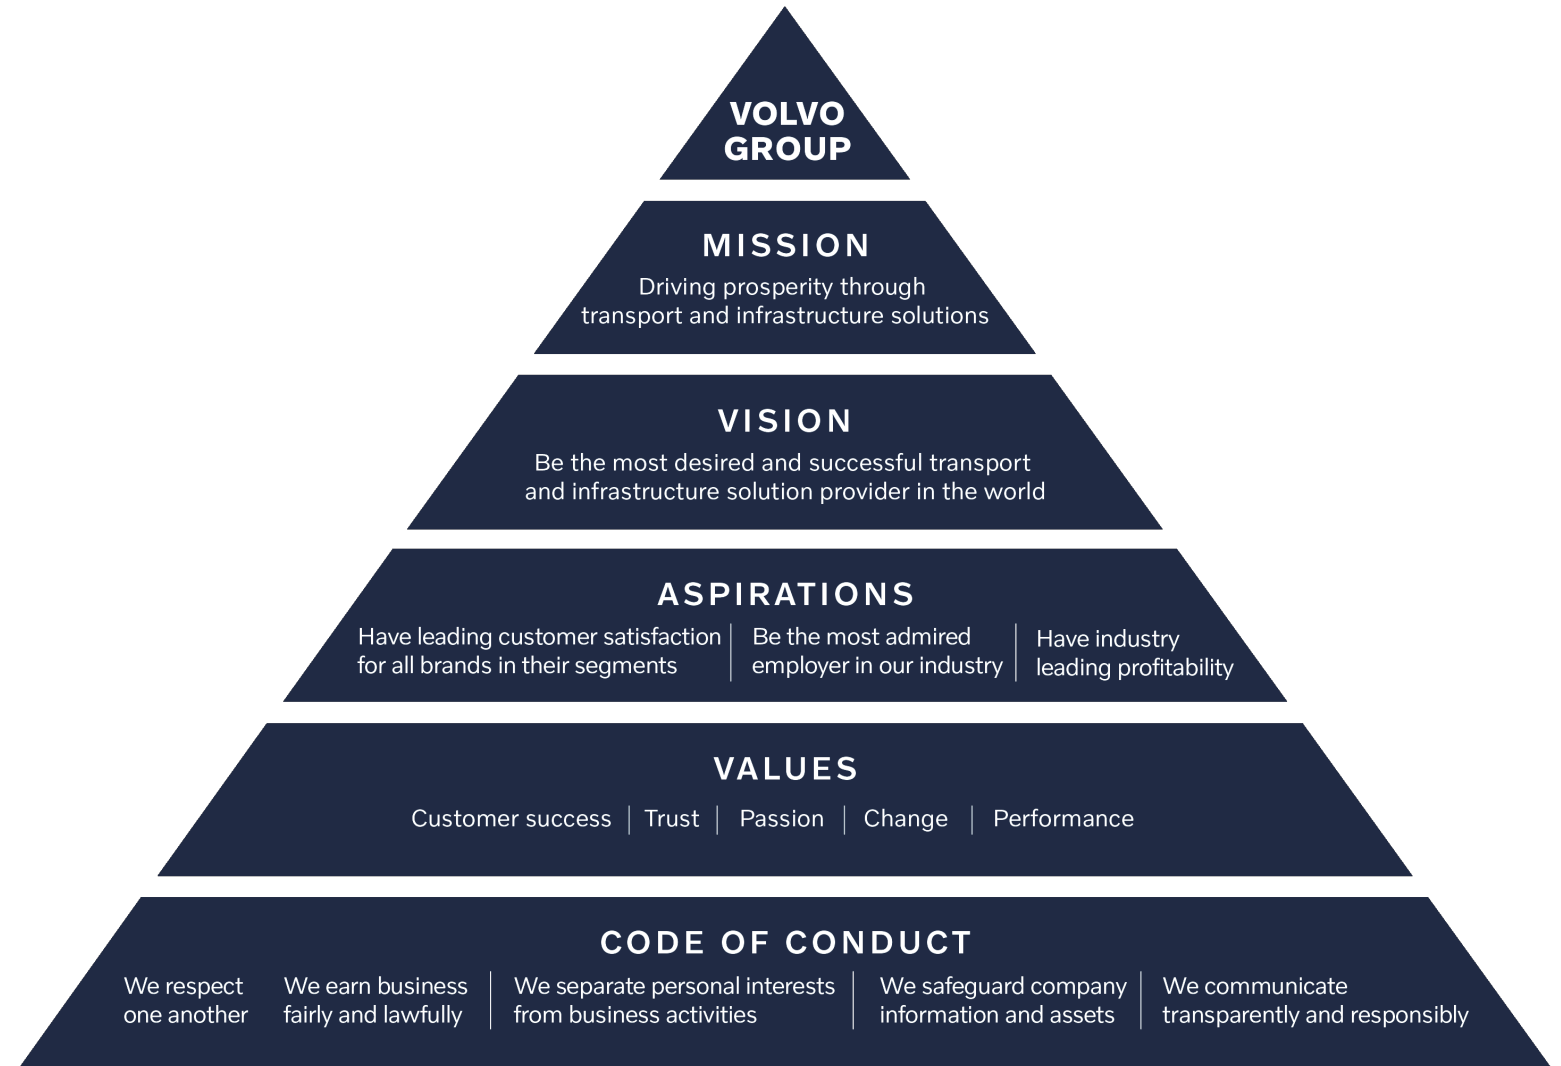 VOLVO
GROUP
MISSION
Driving prosperity through
transport and infrastructure solutions
VISION
Be the most desired and successful transport
and infrastructure solution provider in the world
ASPIRATIONS
Have leading customer satisfaction
for all brands in their segments
Be the most admired
employer in our industry
Have industry
leading profitability
VALUES
Customer success | Trust | Passion | Change | Performance
CODE OF CONDUCT
We respect
one another
We earn business
fairly and lawfully
We separate personal interests
from business activities
We safeguard company
information and assets
We communicate
transparently and responsibly